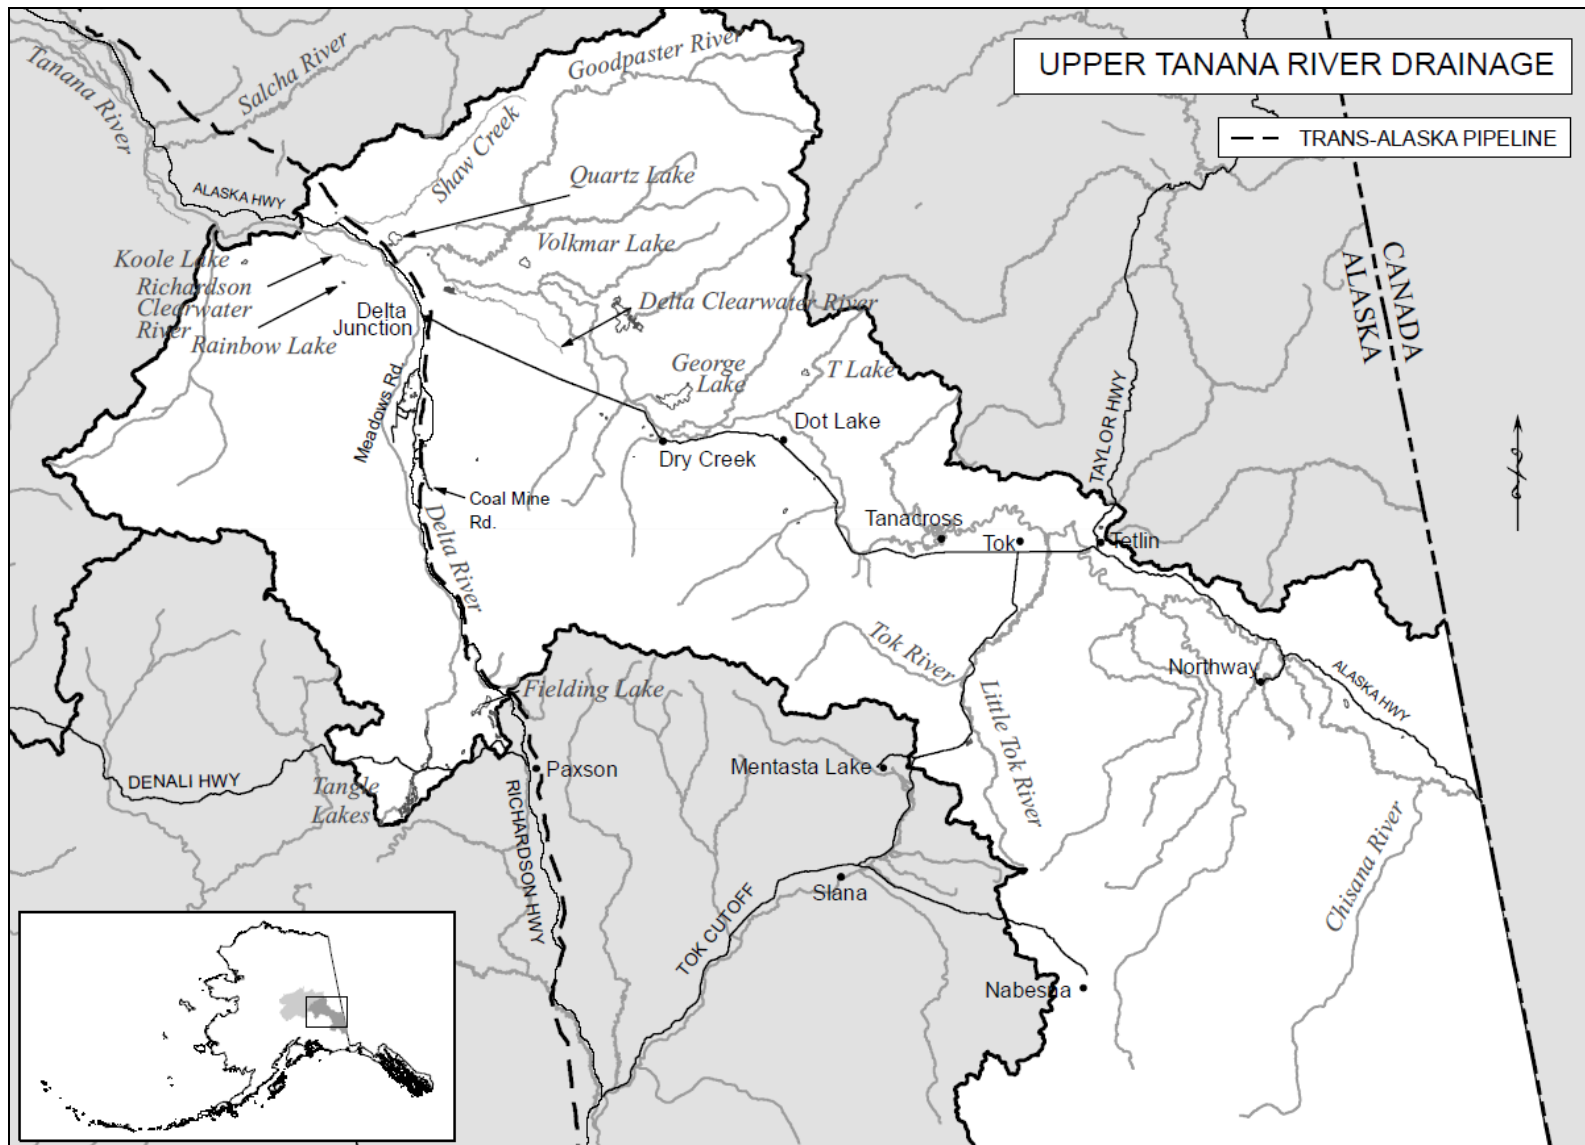 UPPER TANANA RIVER DRAINAGE
TRANS-ALASKA PIPELINE
Tanana River
Salcha River
Goodpaster River
Shaw Creek
ALASKA HWY
Quartz Lake
Volkmar Lake
Koole Lake
Richardson
Clearwater
River
Rainbow Lake
Delta
Junction
Delta Clearwater River
George
Lake
T Lake
Meadows Rd.
Dot Lake
Dry Creek
Coal Mine
Rd.
Delta River
Tanacross
Tok
Tetlin
TAYLOR HWY
CANADA
ALASKA
Tok River
Little Tok River
Northway
ALASKA HWY
Fielding Lake
DENALI HWY
Tangle
Lakes
Paxson
RICHARDSON HWY
Mentasta Lake
Slana
TOK CUTOFF
Nabesna
Chisana River